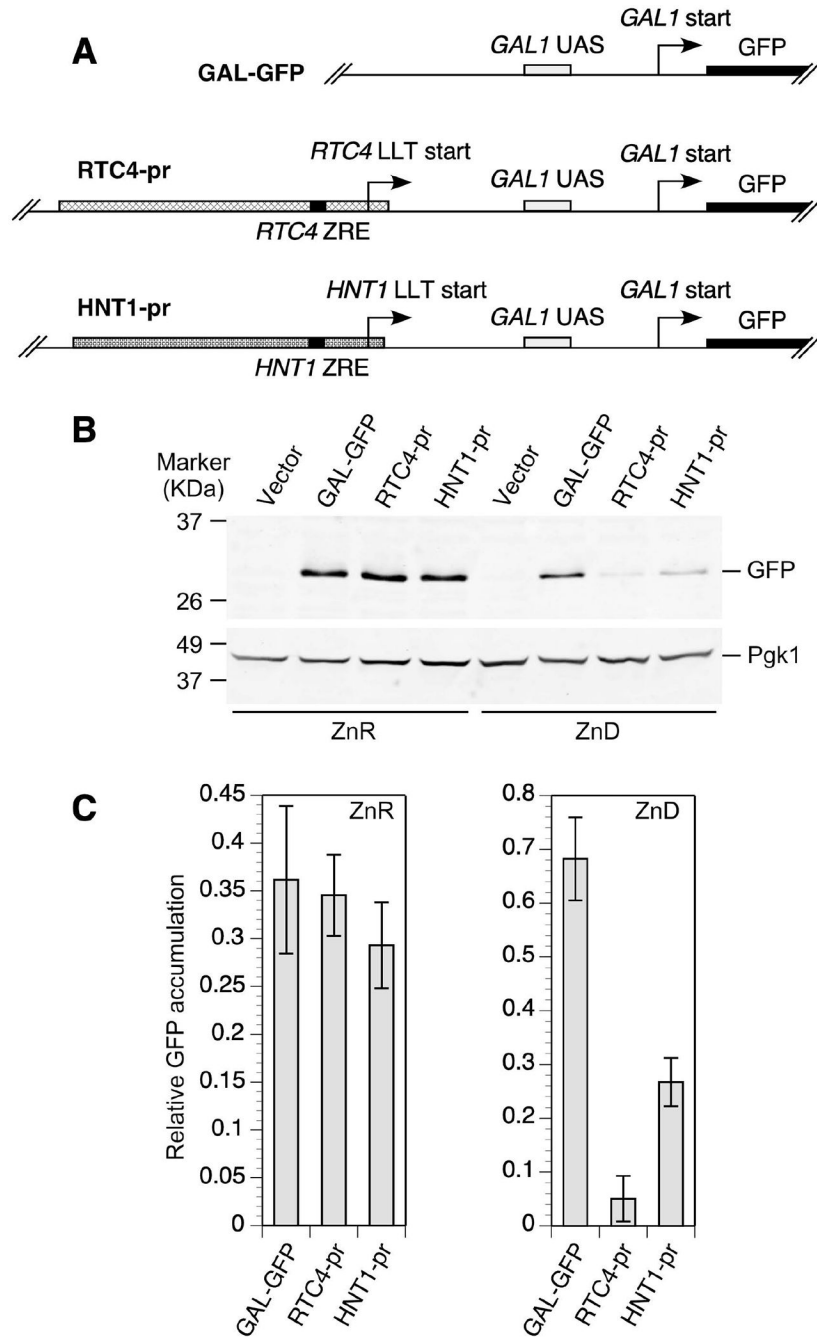 A
GAL-GFP
GAL1 UAS
GAL1 start
GFP
RTC4-pr
RTC4 LLT start
RTC4 ZRE
GAL1 UAS
GAL1 start
GFP
HNT1-pr
HNT1 LLT start
HNT1 ZRE
GAL1 UAS
GAL1 start
GFP
B
Marker
(KDa)
Vector
GAL-GFP
RTC4-pr
HNT1-pr
Vector
GAL-GFP
RTC4-pr
HNT1-pr
37
26
GFP
49
37
Pgk1
ZnR
ZnD
C
Relative GFP accumulation
ZnR
0.45
0.4
0.35
0.3
0.25
0.2
0.15
0.1
0.05
0
GAL-GFP
RTC4-pr
HNT1-pr
ZnD
0.8
0.7
0.6
0.5
0.4
0.3
0.2
0.1
0
GAL-GFP
RTC4-pr
HNT1-pr